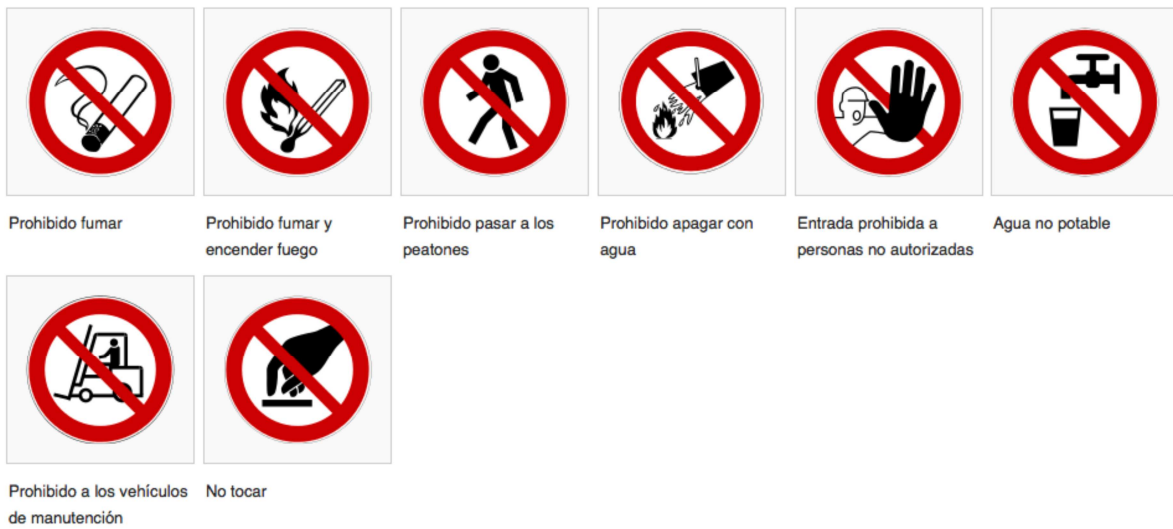 Prohibido fumar
Prohibido fumar y
encender fuego
Prohibido pasar a los
peatones
Prohibido apagar con
agua
Entrada prohibida a
personas no autorizadas
Agua no potable
Prohibido a los vehículos
de manutención
No tocar